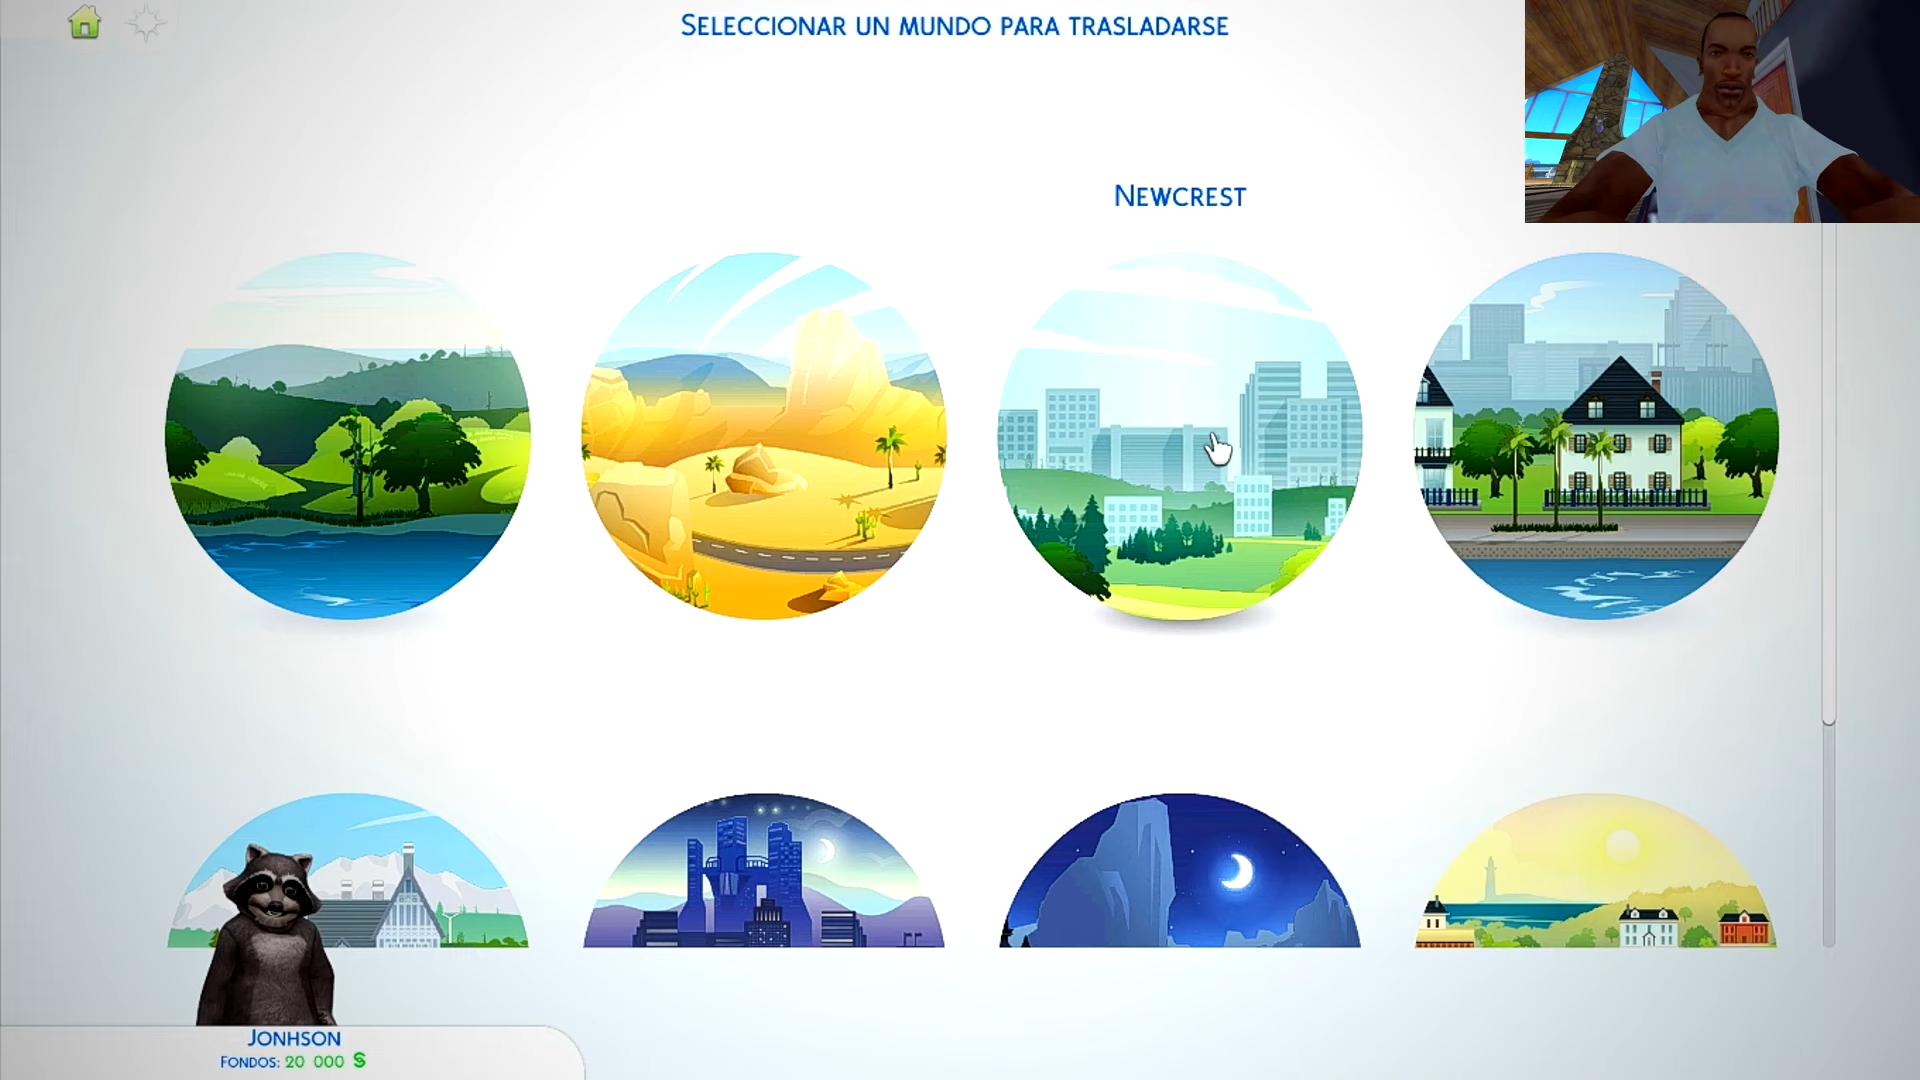 SELECCIONAR UN MUNDO PARA TRASLADARSE
NEWCREST
JONHSON
FONDOS: 20 000 $